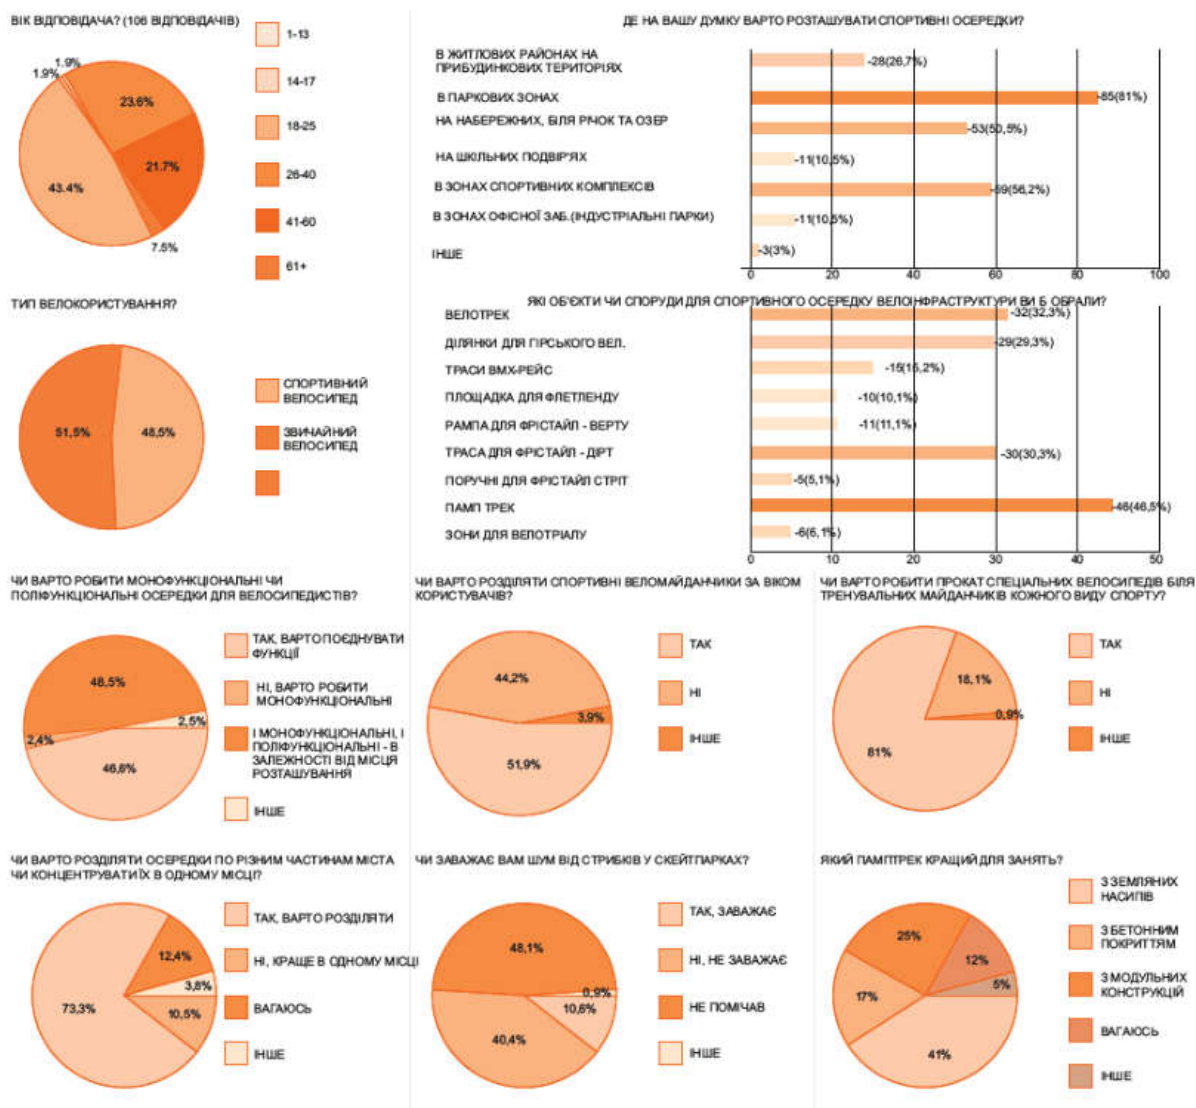 ВІК ВІДПОВІДАЧА? (106 ВІДПОВІДАЧІВ)
1-13
14-17
18-25
26-40
41-60
61+
1.9%
1.9%
23.6%
21.7%
43.4%
7.5%
ДЕ НА ВАШУ ДУМКУ ВАРТО РОЗТАШУВАТИ СПОРТИВНІ ОСЕРЕДКИ?
В ЖИТЛОВИХ РАЙОНАХ НА
ПРИБУДИНКОВИХ ТЕРИТОРІЯХ
-28(26,7%)
В ПАРКОВИХ ЗОНАХ
-85(81%)
НА НАБЕРЕЖНИХ, БІЛЯ РІЧОК ТА ОЗЕР
-53(50,5%)
НА ШКІЛЬНИХ ПОДВІР'ЯХ
-11(10,5%)
В ЗОНАХ СПОРТИВНИХ КОМПЛЕКСІВ
-59(56,2%)
В ЗОНАХ ОФІСНОЇ ЗАБ.(ІНДУСТРІАЛЬНІ ПАРКИ)
-11(10,5%)
ІНШЕ
-3(3%)
0 20 40 60 80 100
ТИП ВЕЛОКОРИСТУВАННЯ?
51,5%
48,5%
СПОРТИВНИЙ
ВЕЛОСИПЕД
ЗВИЧАЙНИЙ
ВЕЛОСИПЕД
ЯКІ ОБ'ЄКТИ ЧИ СПОРУДИ ДЛЯ СПОРТИВНОГО ОСЕРЕДКУ ВЕЛОІНФРАСТРУКТУРИ ВИ Б ОБРАЛИ?
ВЕЛОТРЕК
-32(32,3%)
ДІЛЯНКИ ДЛЯ ГІРСЬКОГО ВЕЛ.
-29(29,3%)
ТРАСИ ВМХ-РЕЙС
-15(15,2%)
ПЛОЩАДКА ДЛЯ ФЛЕТЛЕНДУ
-10(10,1%)
РАМПА ДЛЯ ФРІСТАЙЛ - ВЕРТУ
-11(11,1%)
ТРАСА ДЛЯ ФРІСТАЙЛ - ДІРТ
-30(30,3%)
ПОРУЧНІ ДЛЯ ФРІСТАЙЛ СТРІТ
-5(5,1%)
ПАМП ТРЕК
-46(46,5%)
ЗОНИ ДЛЯ ВЕЛОТРІАЛУ
-6(6,1%)
0 10 20 30 40 50
ЧИ ВАРТО РОБИТИ МОНОФУНКЦІОНАЛЬНІ ЧИ
ПОЛІФУНКЦІОНАЛЬНІ ОСЕРЕДКИ ДЛЯ ВЕЛОСИПЕДИСТІВ?
48,5%
2,5%
2,4%
46,6%
ТАК, ВАРТО ПОЄДНУВАТИ
ФУНКЦІЇ
НІ, ВАРТО РОБИТИ
МОНОФУНКЦІОНАЛЬНІ
І МОНОФУНКЦІОНАЛЬНІ, І
ПОЛІФУНКЦІОНАЛЬНІ - В
ЗАЛЕЖНОСТІ ВІД МІСЦЯ
РОЗТАШУВАННЯ
ІНШЕ
ЧИ ВАРТО РОЗДІЛЯТИ СПОРТИВНІ ВЕЛОМАЙДАНЧИКИ ЗА ВІКОМ
КОРИСТУВАЧІВ?
44,2%
3,9%
51,9%
ТАК
НІ
ІНШЕ
ЧИ ВАРТО РОБИТИ ПРОКАТ СПЕЦІАЛЬНИХ ВЕЛОСИПЕДІВ БІЛЯ
ТРЕНУВАЛЬНИХ МАЙДАНЧИКІВ КОЖНОГО ВИДУ СПОРТУ?
18,1%
0,9%
81%
ТАК
НІ
ІНШЕ
ЧИ ВАРТО РОЗДІЛЯТИ ОСЕРЕДКИ ПО РІЗНИМ ЧАСТИНАМ МІСТА
ЧИ КОНЦЕНТРУВАТИ ЇХ В ОДНОМУ МІСЦІ?
12,4%
3,8%
10,5%
73,3%
ТАК, ВАРТО РОЗДІЛЯТИ
НІ, КРАЩЕ В ОДНОМУ МІСЦІ
ВАГАЮСЬ
ІНШЕ
ЧИ ЗАВАЖАЄ ВАМ ШУМ ВІД СТРИБКІВ У СКЕЙТПАРКАХ?
48,1%
0,9%
10,6%
40,4%
ТАК, ЗАВАЖАЄ
НІ, НЕ ЗАВАЖАЄ
НЕ ПОМІЧАВ
ІНШЕ
ЯКИЙ ПАМПТРЕК КРАЩИЙ ДЛЯ ЗАНЯТЬ?
25%
12%
5%
17%
41%
З ЗЕМЛЯНИХ
НАСИПІВ
З БЕТОННИМ
ПОКРИТТЯМ
З МОДУЛЬНИХ
КОНСТРУКЦІЙ
ВАГАЮСЬ
ІНШЕ